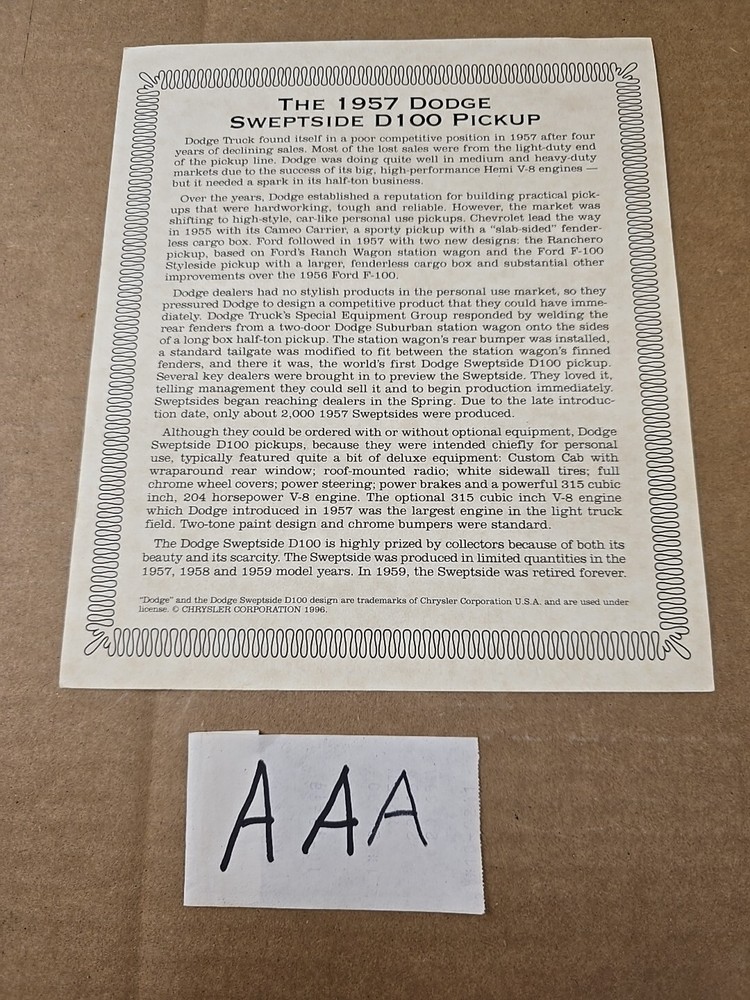 THE 1957 DODGE
SWEPTSIDE D100 PICKUP
Dodge Truck found itself in a poor competitive position in 1957 after four
years of declining sales. Most of the lost sales were from the light-duty end
of the pickup line. Dodge was doing quite well in medium and heavy-duty
markets due to the success of its big, high-performance Hemi V-8 engines —
but it needed a spark in its half-ton business.
Over the years, Dodge established a reputation for building practical pick-
ups that were hardworking, tough and reliable. However, the market was
shifting to high-style, car-like personal use pickups. Chevrolet lead the way
in 1955 with its Cameo Carrier, a sporty pickup with a "slab-sided" fender-
less cargo box. Ford followed in 1957 with two new designs: the Ranchero
pickup, based on Ford's Ranch Wagon station wagon and the Ford F-100
Styleside pickup with a larger, fenderless cargo box and substantial other
improvements over the 1956 Ford F-100.
Dodge dealers had no stylish products in the personal use market, so they
pressured Dodge to design a competitive product that they could have imme-
diately. Dodge Truck's Special Equipment Group responded by welding the
rear fenders from a two-door Dodge Suburban station wagon onto the sides
of a long box half-ton pickup. The station wagon's rear bumper was installed,
a standard tailgate was modified to fit between the station wagon's finned
fenders, and there it was, the world's first Dodge Sweptside D100 pickup.
Several key dealers were brought in to preview the Sweptside. They loved it,
telling management they could sell it and to begin production immediately.
Sweptsides began reaching dealers in the Spring. Due to the late introduc-
tion date, only about 2,000 1957 Sweptsides were produced.
Although they could be ordered with or without optional equipment, Dodge
Sweptside D100 pickups, because they were intended chiefly for personal
use, typically featured quite a bit of deluxe equipment: Custom Cab with
wraparound rear window; roof-mounted radio; white sidewall tires; full
chrome wheel covers; power steering; power brakes and a powerful 315 cubic
inch, 204 horsepower V-8 engine. The optional 315 cubic inch V-8 engine
which Dodge introduced in 1957 was the largest engine in the light truck
field. Two-tone paint design and chrome bumpers were standard.
The Dodge Sweptside D100 is highly prized by collectors because of both its
beauty and its scarcity. The Sweptside was produced in limited quantities in the
1957, 1958 and 1959 model years. In 1959, the Sweptside was retired forever.
"Dodge" and the Dodge Sweptside D100 design are trademarks of Chrysler Corporation U.S.A. and are used under
license. © CHRYSLER CORPORATION 1996.
A A A